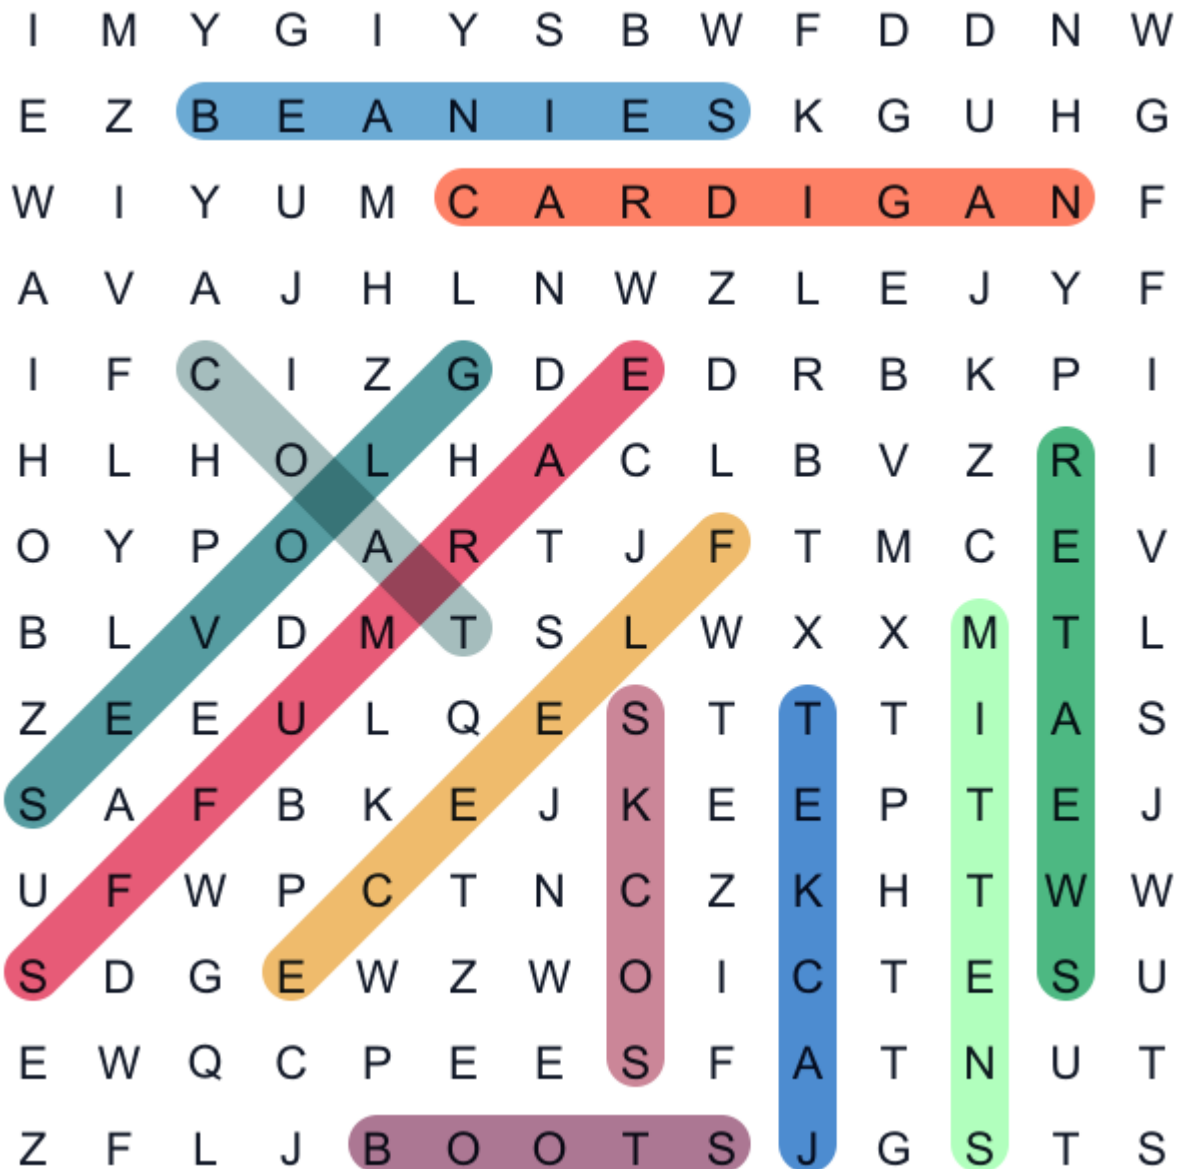 I M Y G I Y S B W F D D N W
E Z B E A N I E S K G U H G
W I Y U M C A R D I G A N F
A V A J H L N W Z L E J Y F
I F C I Z G D E D R B K P I
H L H O L H A C L B V Z R I
O Y P O A R T J F T M C E V
B L V D M T S L W X X M T L
Z E E U L Q E S T T T I A S
S A F B K E J K E E P T E J
U F W P C T N C Z K H T W W
S D G E W Z W O I C T E S U
E W Q C P E E S F A T N U T
Z F L J B O O T S J G S T S